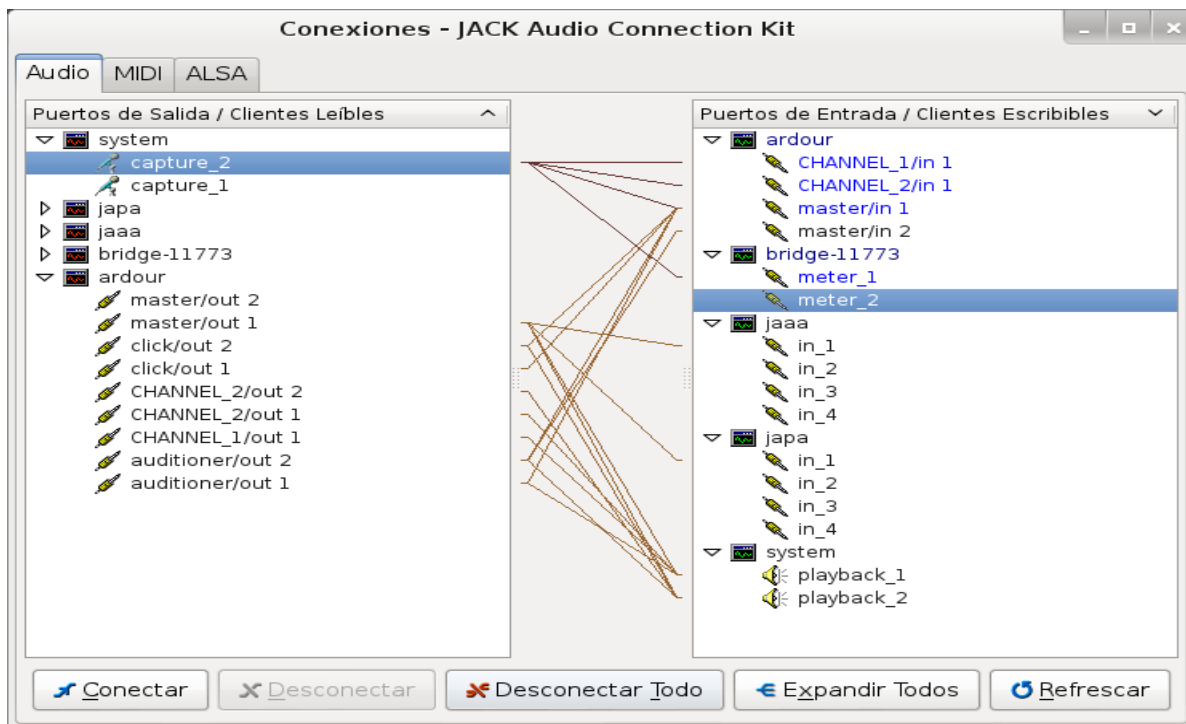 Conexiones - JACK Audio Connection Kit
Audio MIDI ALSA
Puertos de Salida / Clientes Leíbles
system
capture_2
capture_1
japa
jaaa
bridge-11773
ardour
master/out 2
master/out 1
click/out 2
click/out 1
CHANNEL_2/out 2
CHANNEL_2/out 1
CHANNEL_1/out 1
auditioner/out 2
auditioner/out 1
Puertos de Entrada / Clientes Escribibles
ardour
CHANNEL_1/in 1
CHANNEL_2/in 1
master/in 1
master/in 2
bridge-11773
meter_1
meter_2
jaaa
in_1
in_2
in_3
in_4
japa
in_1
in_2
in_3
in_4
system
playback_1
playback_2
Conectar Desconectar Desconectar Todo Expandir Todos Refrescar